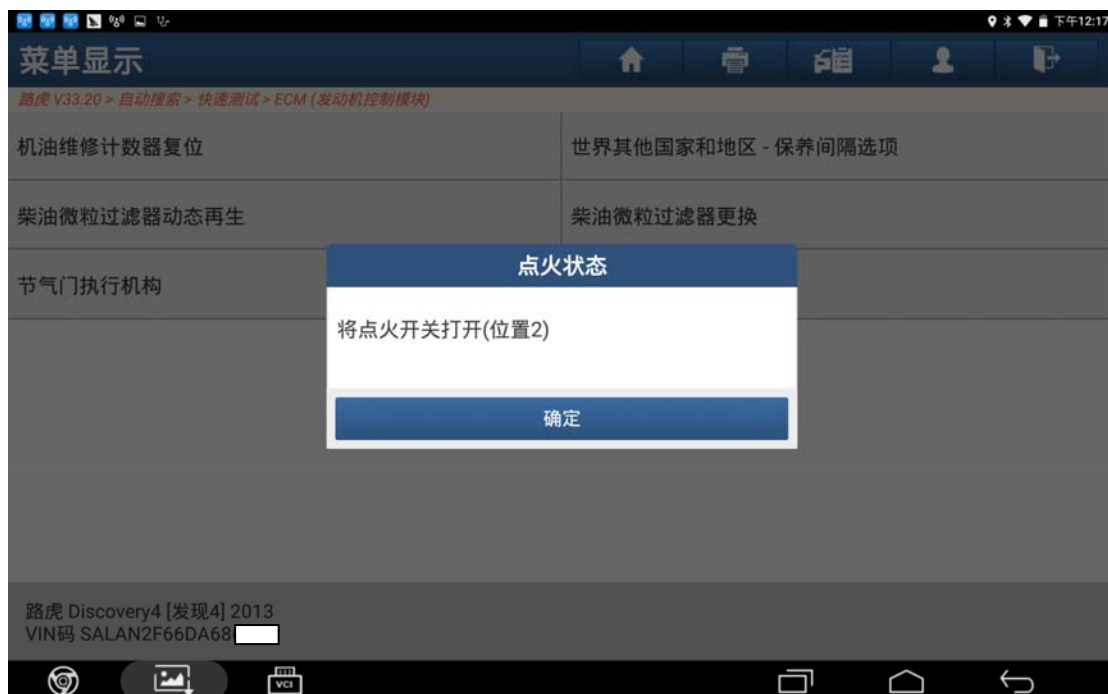 下午12:17
菜单显示
路虎 V33.20 > 自动搜索 > 快速测试 > ECM (发动机控制模块)
机油维修计数器复位
世界其他国家和地区 - 保养间隔选项
柴油微粒过滤器动态再生
柴油微粒过滤器更换
节气门执行机构
点火状态
将点火开关打开(位置2)
确定
路虎 Discovery4 [发现4] 2013
VIN码 SALAN2F66DA68
VCI